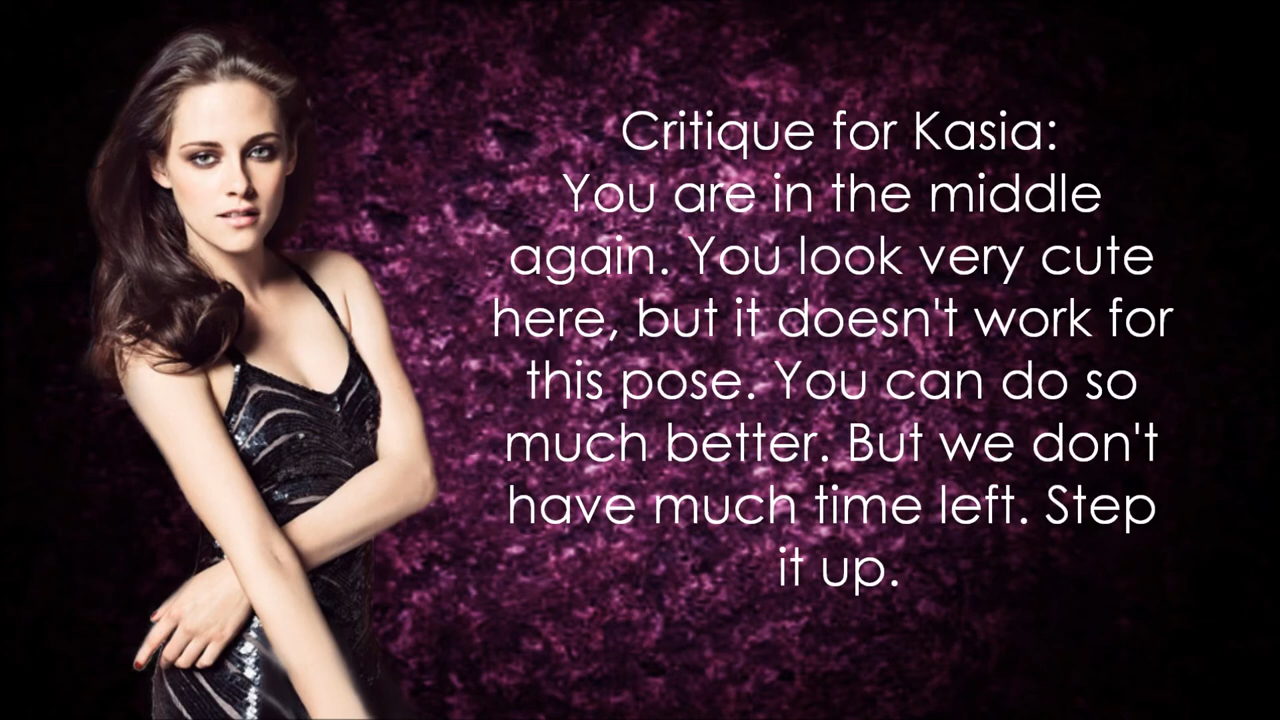 Critique for Kasia:
You are in the middle
again. You look very cute
here, but it doesn't work for
this pose. You can do so
much better. But we don't
have much time left. Step
it up.